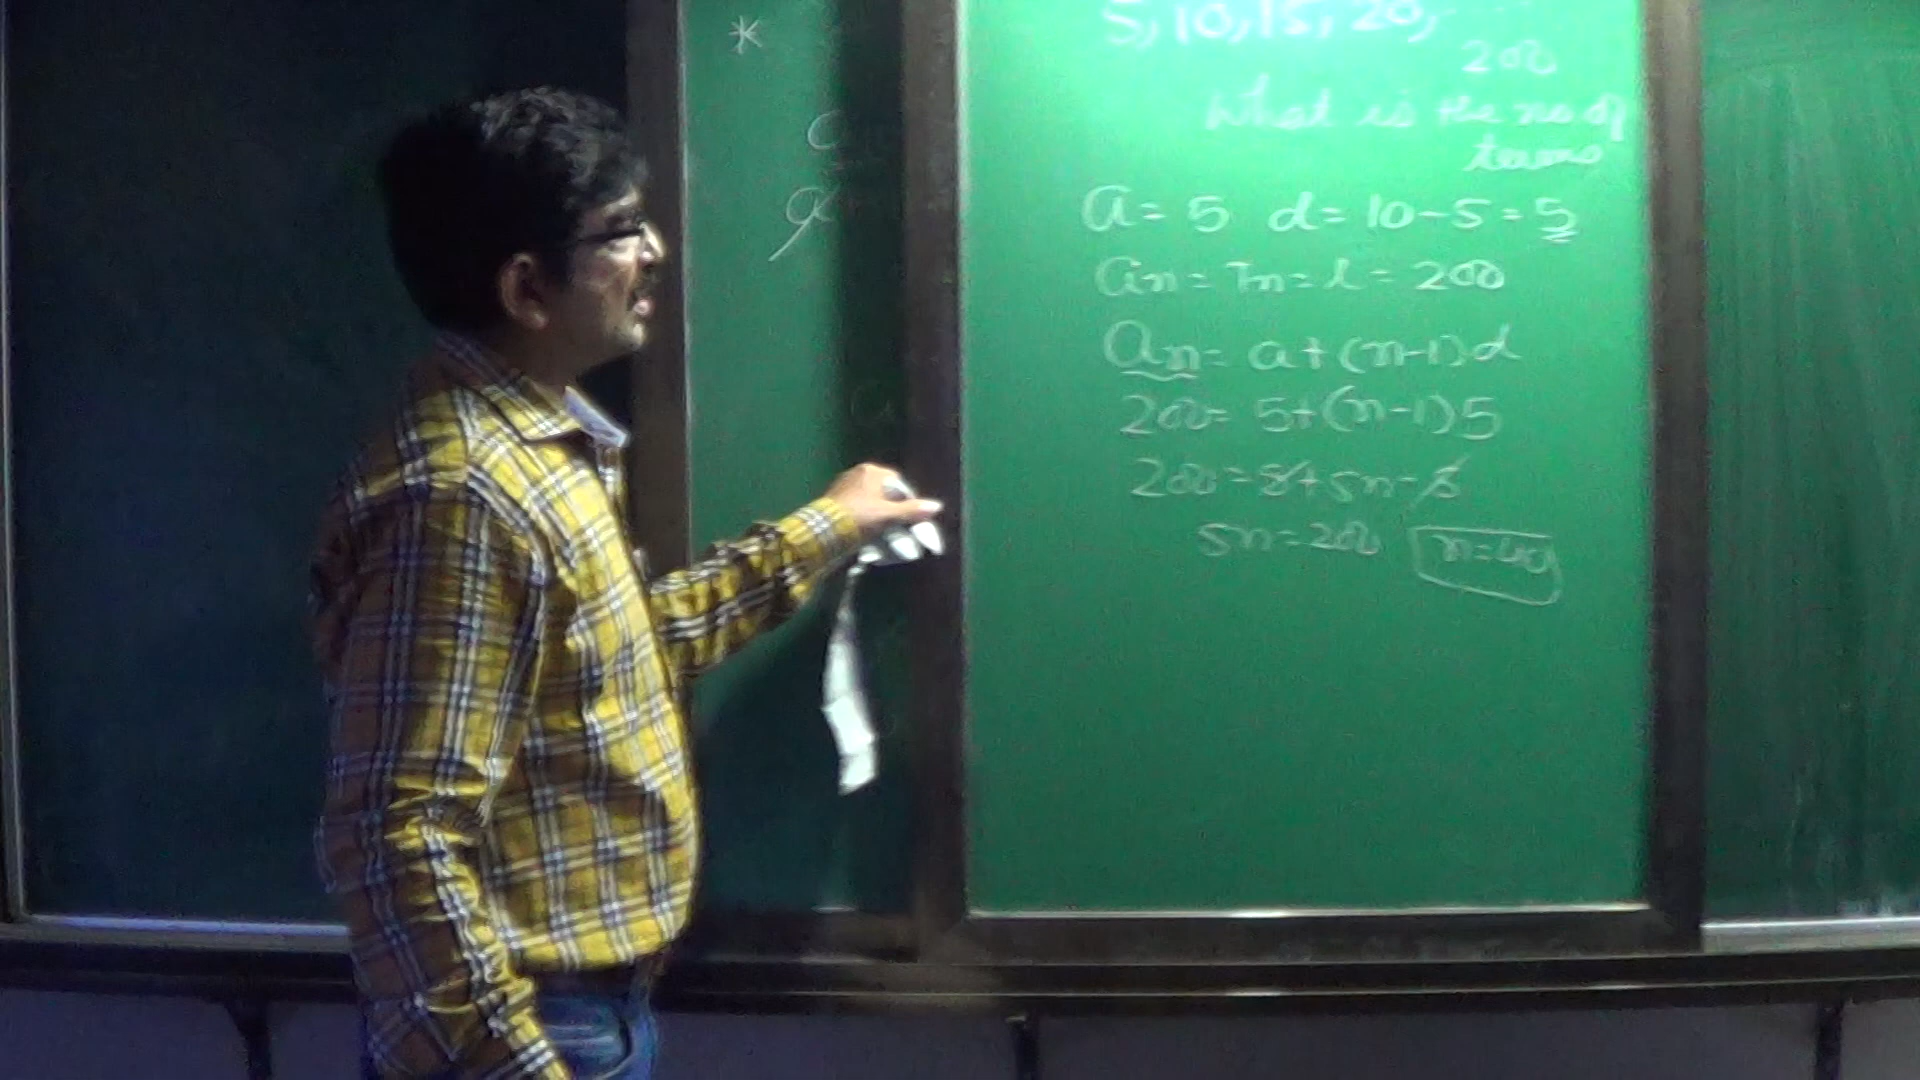 *
a
5, 10, 15, 20, ....
200
What is the no of
terms
a = 5 d = 10 - 5 = 5
an = Tn = l = 200
an = a + (n-1)d
200 = 5+(n-1)5
200 = 5+5n-5
5n = 200 n=40